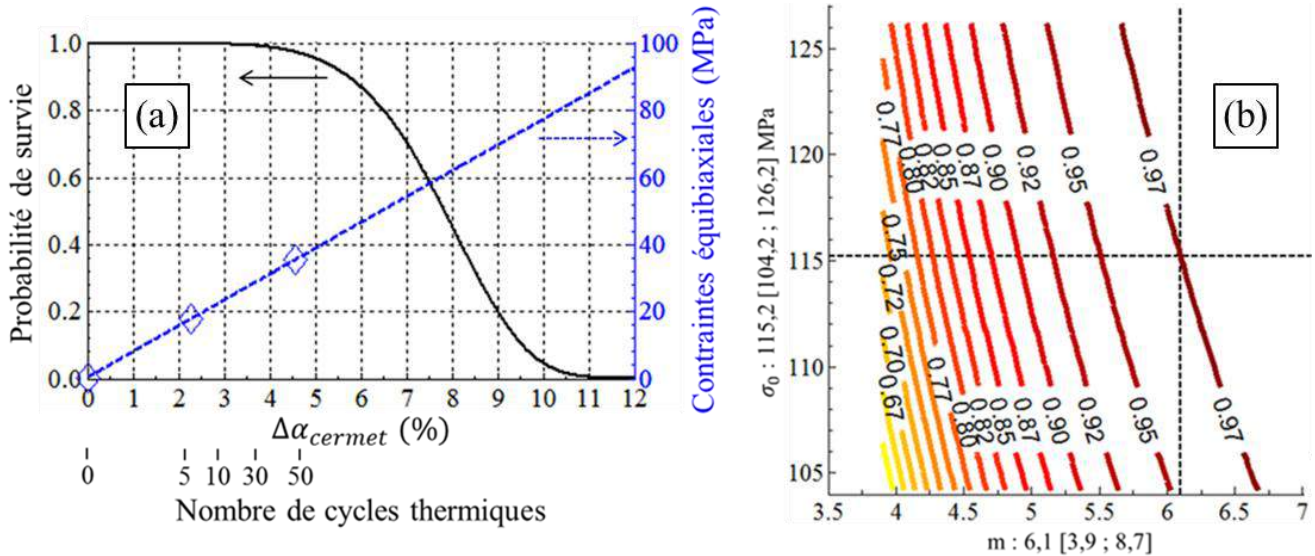 (a)
Probabilité de survie
1.0
0.8
0.6
0.4
0.2
0.0
100
80
60
40
20
0
Contraintes équibiaxiales (MPa)
0 1 2 3 4 5 6 7 8 9 10 11 12
Δα_cermet (%)
0 5 10 30 50
Nombre de cycles thermiques
(b)
σ₀ : 115,2 [104,2 ; 126,2] MPa
125
120
115
110
105
0.77 0.80 0.82 0.85 0.87 0.90 0.92 0.95 0.97
0.75
0.72
0.70
0.67
0.77 0.80 0.82 0.85 0.87 0.90 0.92 0.95 0.97
3.5 4 4.5 5 5.5 6 6.5 7
m : 6,1 [3,9 ; 8,7]